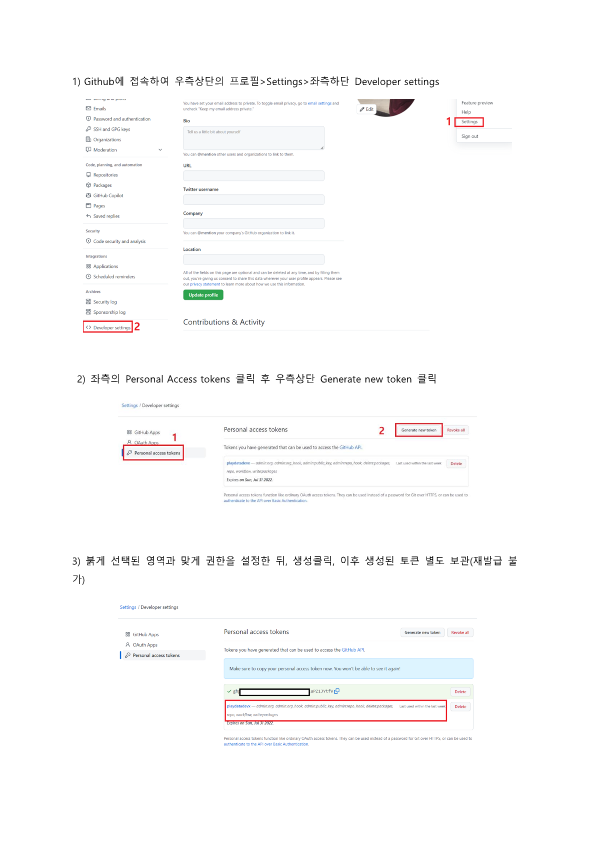 1) Github에 접속하여 우측상단의 프로필>Settings>좌측하단 Developer settings
Emails
Password and authentication
SSH and GPG keys
Organizations
Moderation
Code, planning, and automation
Repositories
Packages
GitHub Copilot
Pages
Saved replies
Security
Code security and analysis
Integrations
Applications
Scheduled reminders
Archives
Security log
Sponsorship log
Developer settings 2
You have set your email address to private. To toggle email privacy, go to email settings and
uncheck "Keep my email address private."
Bio
Tell us a little bit about yourself
You can @mention other users and organizations to link to them.
URL
Twitter username
Company
You can @mention your company's GitHub organization to link it.
Location
All of the fields on this page are optional and can be deleted at any time, and by filling them
out, you're giving us consent to share this data wherever your user profile appears. Please see
our privacy statement to learn more about how we use this information.
Update profile
Contributions & Activity
Edit
Feature preview
Help
1 Settings
Sign out
2) 좌측의 Personal Access tokens 클릭 후 우측상단 Generate new token 클릭
Settings / Developer settings
GitHub Apps
OAuth Apps
1
Personal access tokens
Personal access tokens
2 Generate new token Revoke all
Tokens you have generated that can be used to access the GitHub API.
Last used within the last week Delete
Expires on Sun, Jul 31 2022.
Personal access tokens function like ordinary OAuth access tokens. They can be used instead of a password for Git over HTTPS, or can be used to
authenticate to the API over Basic Authentication.
3) 붉게 선택된 영역과 맞게 권한을 설정한 뒤, 생성클릭, 이후 생성된 토큰 별도 보관(재발급 불
가)
Settings / Developer settings
GitHub Apps
OAuth Apps
Personal access tokens
Personal access tokens
Generate new token Revoke all
Tokens you have generated that can be used to access the GitHub API.
Make sure to copy your personal access token now. You won't be able to see it again!
Delete
Last used within the last week Delete
Expires on Sun, Jul 31 2022.
Personal access tokens function like ordinary OAuth access tokens. They can be used instead of a password for Git over HTTPS, or can be used to
authenticate to the API over Basic Authentication.